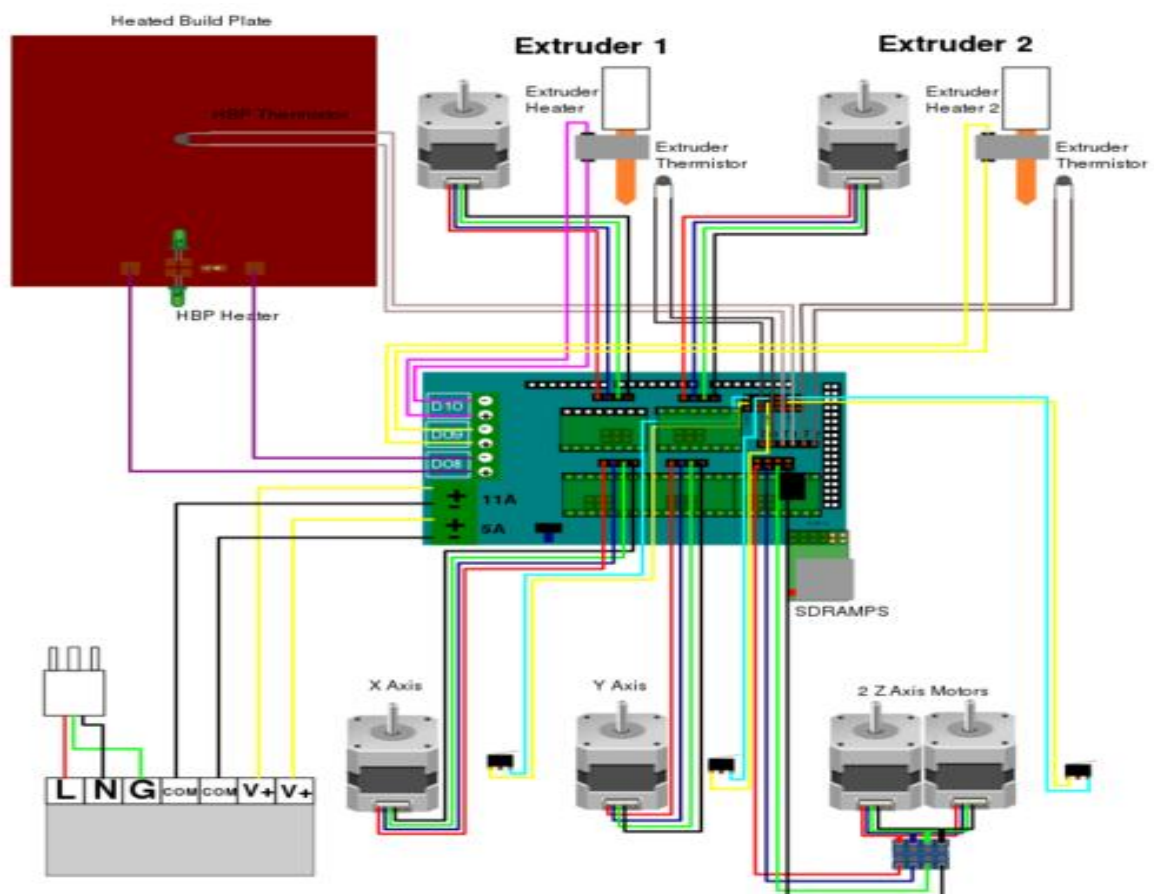 Heated Build Plate
Extruder 1
Extruder 2
Extruder
Heater
Extruder
Heater 2
HBP Thermistor
Extruder
Thermistor
Extruder
Thermistor
HBP Heater
D10
D09
D08
+ 11A
-
+ 5A
-
SDRAMPS
X Axis
Y Axis
2 Z Axis Motors
L N G COM COM V+ V+